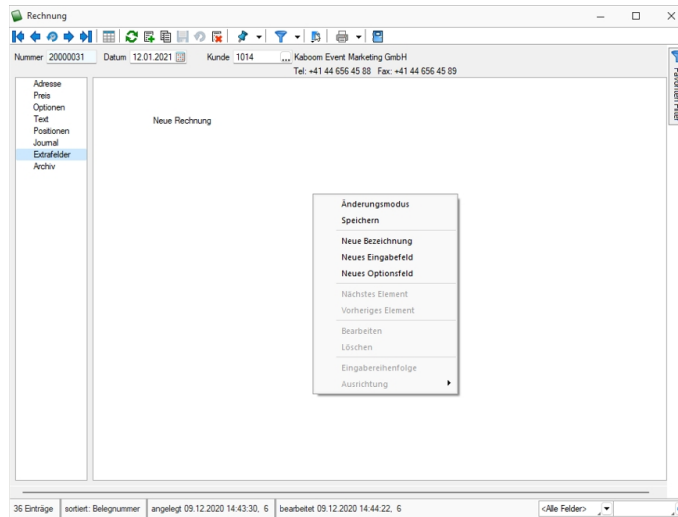 Rechnung
Nummer 20000031 Datum 12.01.2021 Kunde 1014 ... Kaboom Event Marketing GmbH
Tel: +41 44 656 45 88 Fax: +41 44 656 45 89
Favoriten Filter
Adresse
Preis
Optionen
Text
Positionen
Journal
Extrafelder
Archiv
Neue Rechnung
Änderungsmodus
Speichern
Neue Bezeichnung
Neues Eingabefeld
Neues Optionsfeld
Nächstes Element
Vorheriges Element
Bearbeiten
Löschen
Eingabereihenfolge
Ausrichtung
36 Einträge sortiert: Belegnummer angelegt 09.12.2020 14:43:30, 6 bearbeitet 09.12.2020 14:44:22, 6 <Alle Felder>